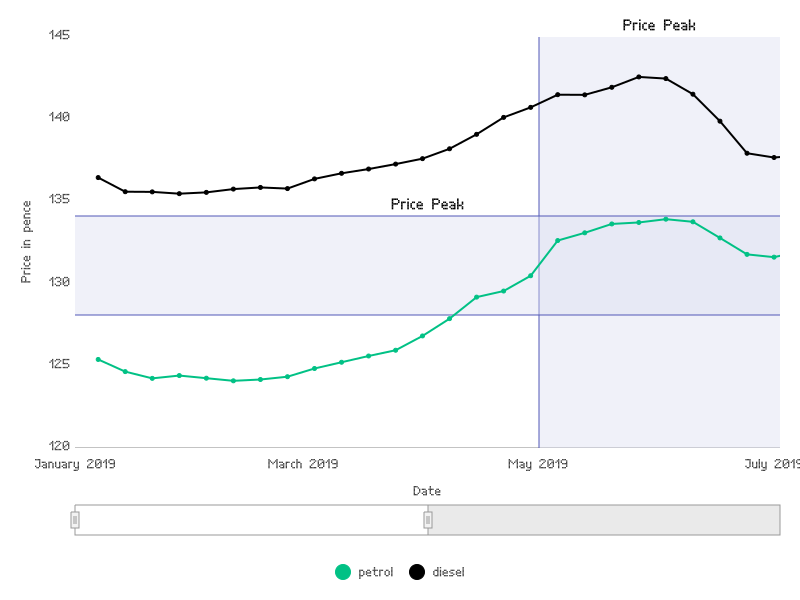 Price Peak
145
140
135
130
125
120
Price in pence
Price Peak
January 2019
March 2019
May 2019
July 2019
Date
petrol
diesel